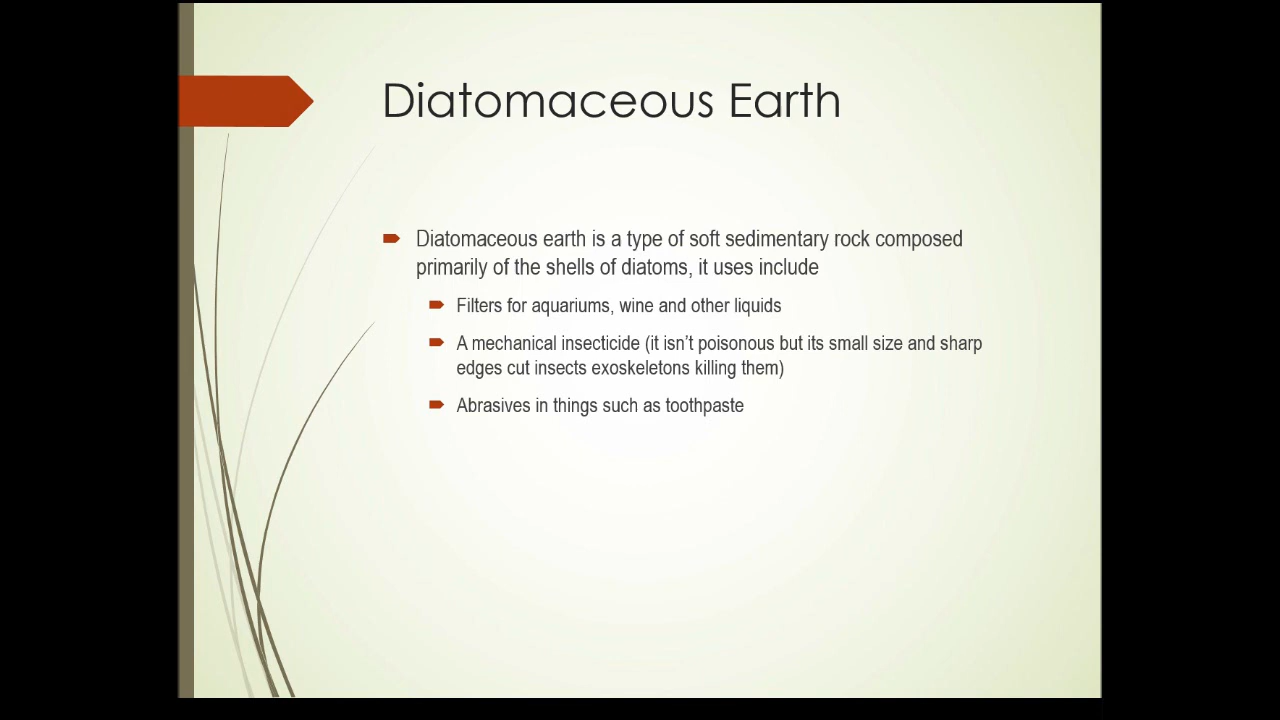 Diatomaceous Earth
Diatomaceous earth is a type of soft sedimentary rock composed
primarily of the shells of diatoms, it uses include
Filters for aquariums, wine and other liquids
A mechanical insecticide (it isn’t poisonous but its small size and sharp
edges cut insects exoskeletons killing them)
Abrasives in things such as toothpaste